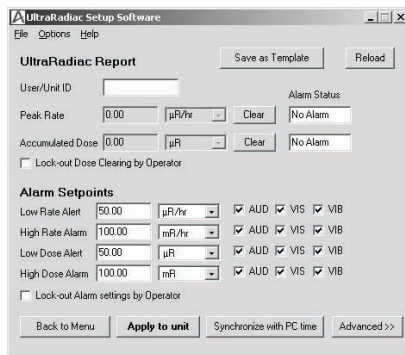 UltraRadiac Setup Software
File Options Help
UltraRadiac Report Save as Template Reload
User/Unit ID
Alarm Status
Peak Rate 0.00 µR/hr Clear No Alarm
Accumulated Dose 0.00 µR Clear No Alarm
Lock-out Dose Clearing by Operator
Alarm Setpoints
Low Rate Alert 50.00 µR/hr AUD VIS VIB
High Rate Alarm 100.00 mR/hr AUD VIS VIB
Low Dose Alert 50.00 µR AUD VIS VIB
High Dose Alarm 100.00 mR AUD VIS VIB
Lock-out Alarm settings by Operator
Back to Menu Apply to unit Synchronize with PC time Advanced >>